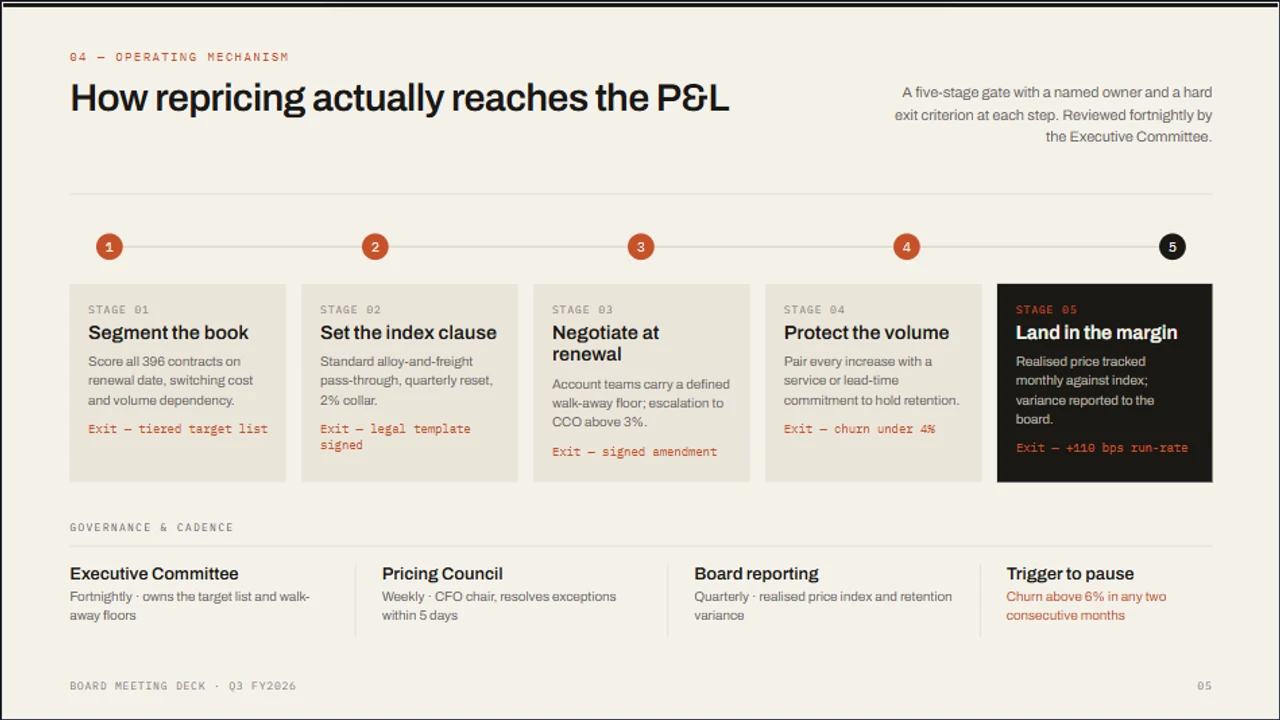 04 — OPERATING MECHANISM
How repricing actually reaches the P&L
A five-stage gate with a named owner and a hard
exit criterion at each step. Reviewed fortnightly by
the Executive Committee.
1
2
3
4
5
STAGE 01
Segment the book
Score all 396 contracts on
renewal date, switching cost
and volume dependency.
Exit — tiered target list
STAGE 02
Set the index clause
Standard alloy-and-freight
pass-through, quarterly reset,
2% collar.
Exit — legal template
signed
STAGE 03
Negotiate at
renewal
Account teams carry a defined
walk-away floor; escalation to
CCO above 3%.
Exit — signed amendment
STAGE 04
Protect the volume
Pair every increase with a
service or lead-time
commitment to hold retention.
Exit — churn under 4%
STAGE 05
Land in the margin
Realised price tracked
monthly against index;
variance reported to the
board.
Exit — +110 bps run-rate
GOVERNANCE & CADENCE
Executive Committee
Fortnightly · owns the target list and walk-
away floors
Pricing Council
Weekly · CFO chair, resolves exceptions
within 5 days
Board reporting
Quarterly · realised price index and retention
variance
Trigger to pause
Churn above 6% in any two
consecutive months
BOARD MEETING DECK · Q3 FY2026
05